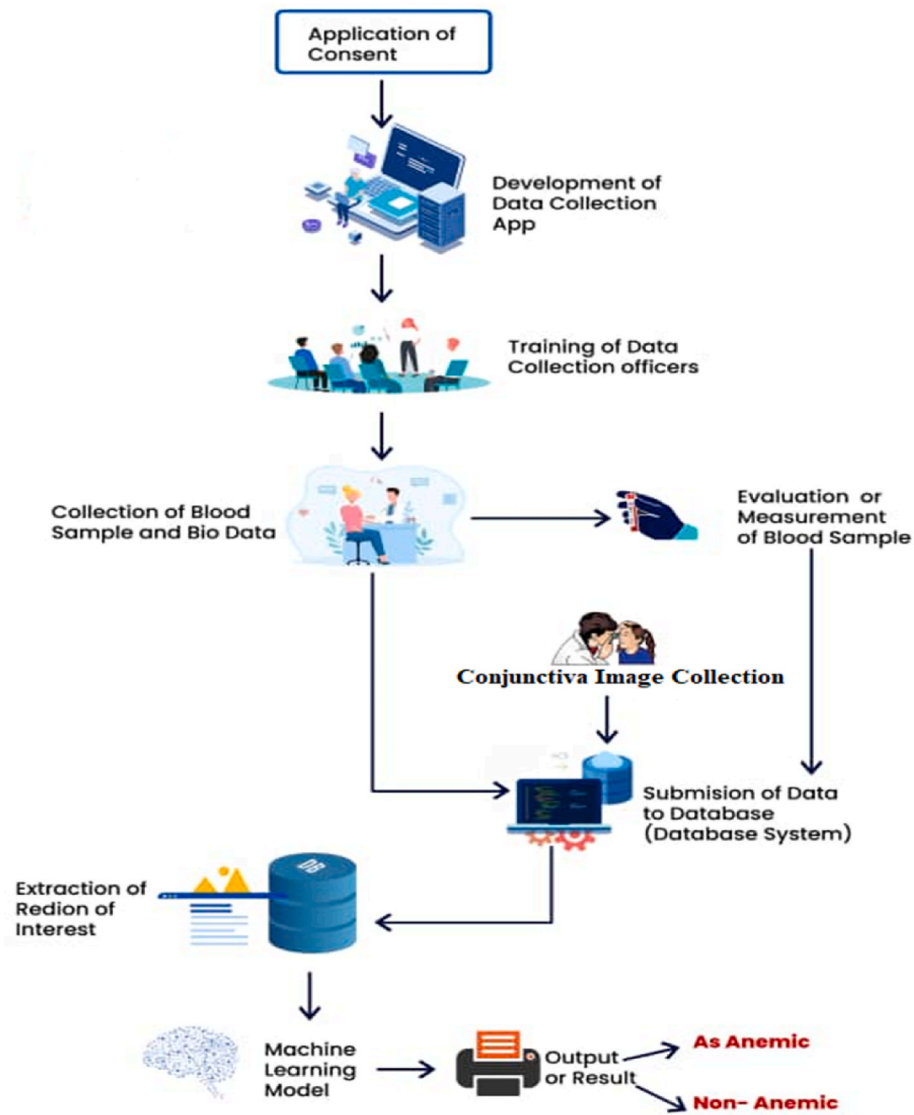 Application of
Consent
Development of
Data Collection
App
Training of Data
Collection officers
Collection of Blood
Sample and Bio Data
Evaluation or
Measurement
of Blood Sample
Conjunctiva Image Collection
Submision of Data
to Database
(Database System)
Extraction of
Redion of
Interest
DB
Machine
Learning
Model
Output
or Result
As Anemic
Non- Anemic